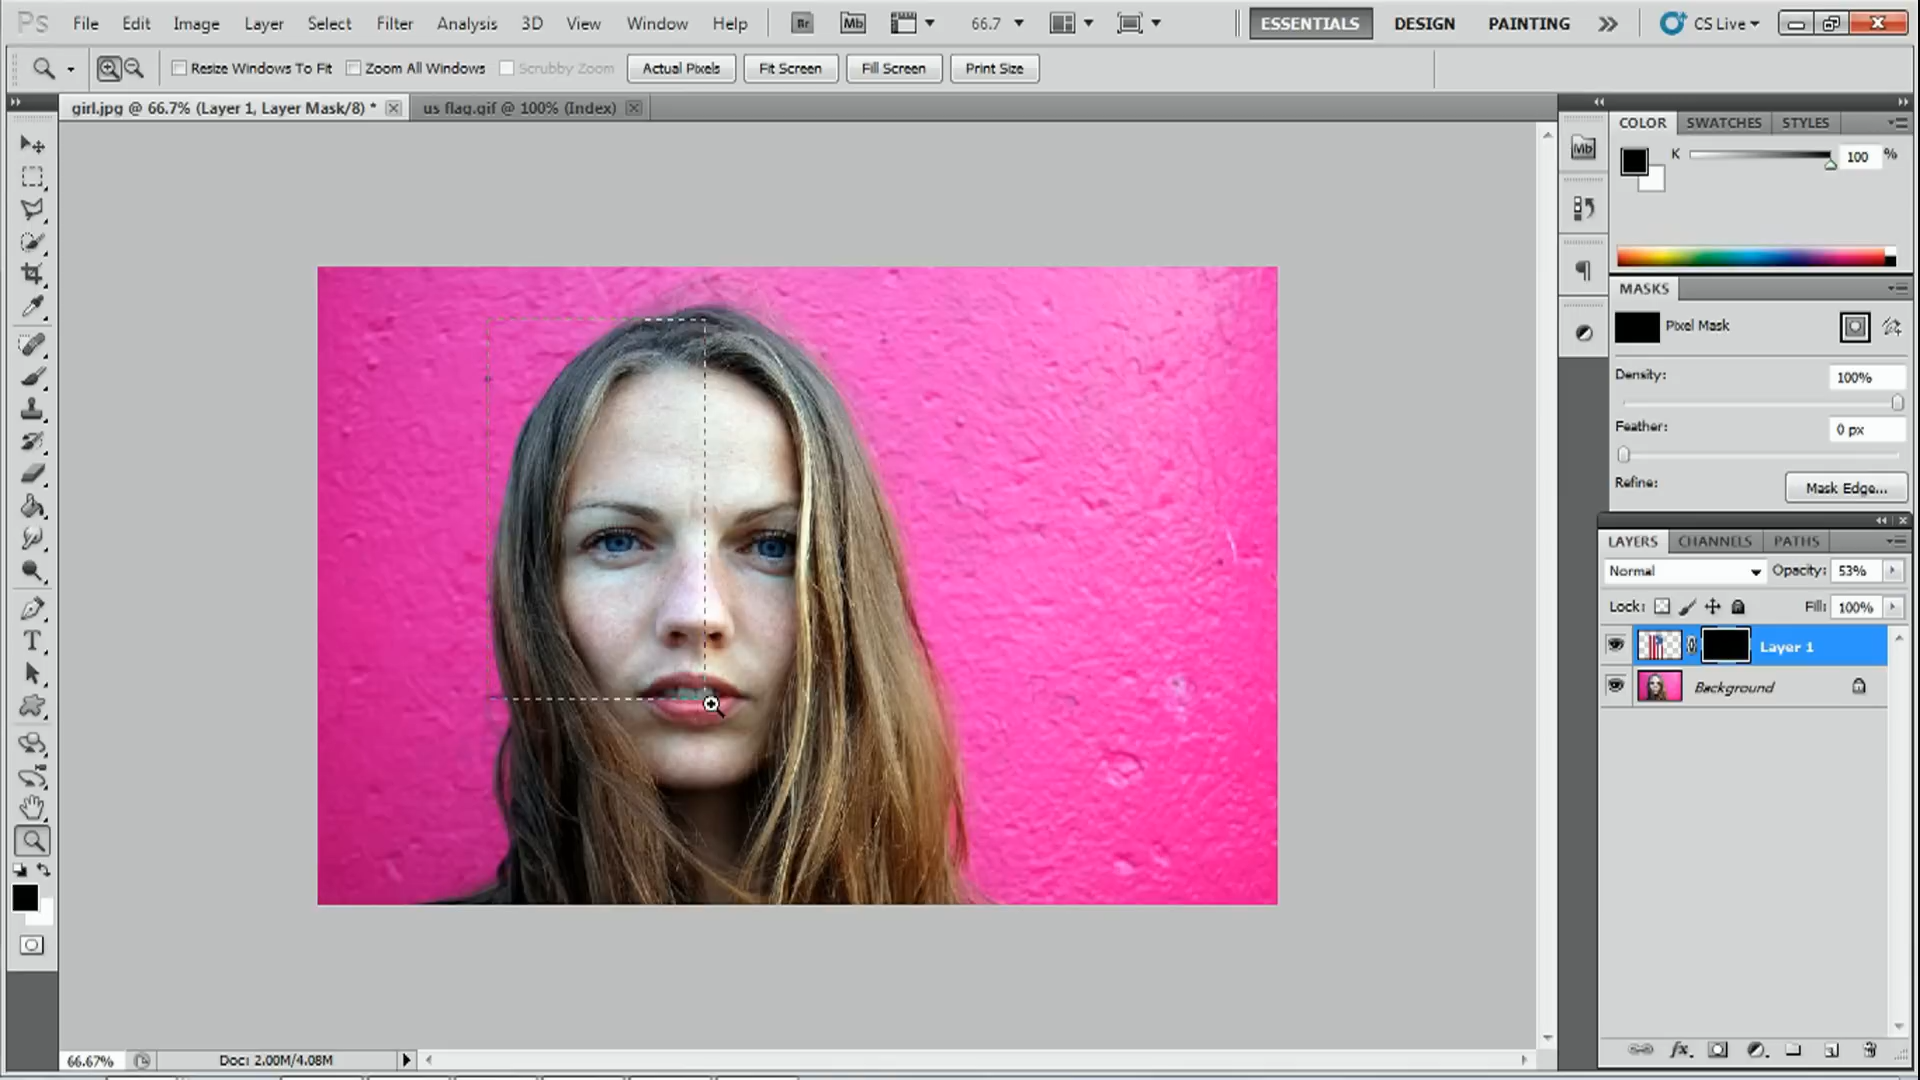 Ps File Edit Image Layer Select Filter Analysis 3D View Window Help Br Mb 66.7 ESSENTIALS DESIGN PAINTING CS Live
Resize Windows To Fit Zoom All Windows Scrubby Zoom Actual Pixels Fit Screen Fill Screen Print Size
girl.jpg @ 66.7% (Layer 1, Layer Mask/8) * us flag.gif @ 100% (Index)
COLOR SWATCHES STYLES
Mb
K 100 %
MASKS
Pixel Mask
Density: 100%
Feather: 0 px
Refine: Mask Edge...
LAYERS CHANNELS PATHS
Normal Opacity: 53%
Lock: Fill: 100%
Layer 1
Background
T
66.67% Doc: 2.00M/4.08M
fx.